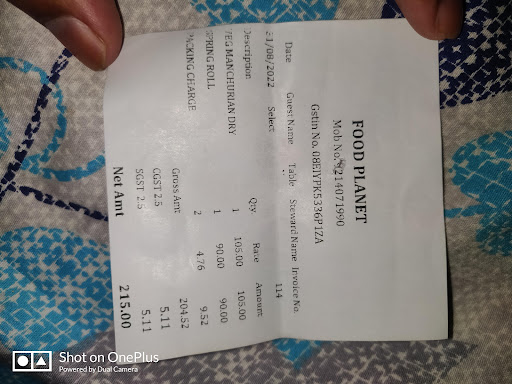 FOOD PLANET
Mob No. 8214071990
Gstin No. 08EIYPK5336P1ZA
Date Guest Name Table Steward Name Invoice No.
31/08/2022 Select 114
Description Qty Rate Amount
VEG MANCHURIAN DRY 1 105.00 105.00
SPRING ROLL 1 90.00 90.00
PACKING CHARGE 2 4.76 9.52
Gross Amt 204.52
CGST 2.5 5.11
SGST 2.5 5.11
Net Amt 215.00
Shot on OnePlus
Powered by Dual Camera